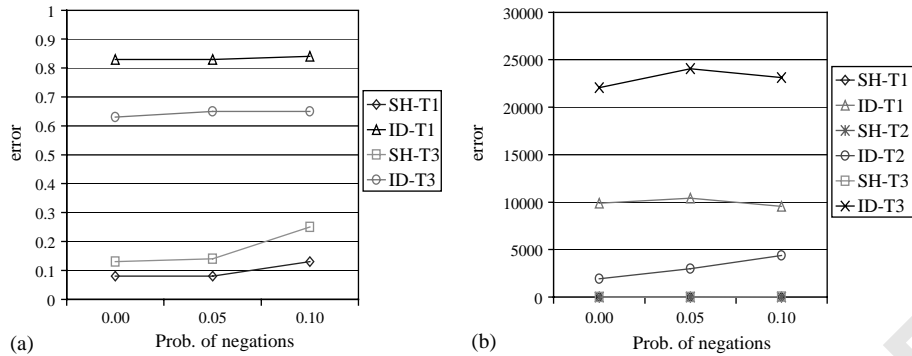 1
0.9
0.8
0.7
0.6
0.5
0.4
0.3
0.2
0.1
0
error
0.00 0.05 0.10
Prob. of negations
(a)
SH-T1
ID-T1
SH-T3
ID-T3
30000
25000
20000
15000
10000
5000
0
error
0.00 0.05 0.10
Prob. of negations
(b)
SH-T1
ID-T1
SH-T2
ID-T2
SH-T3
ID-T3